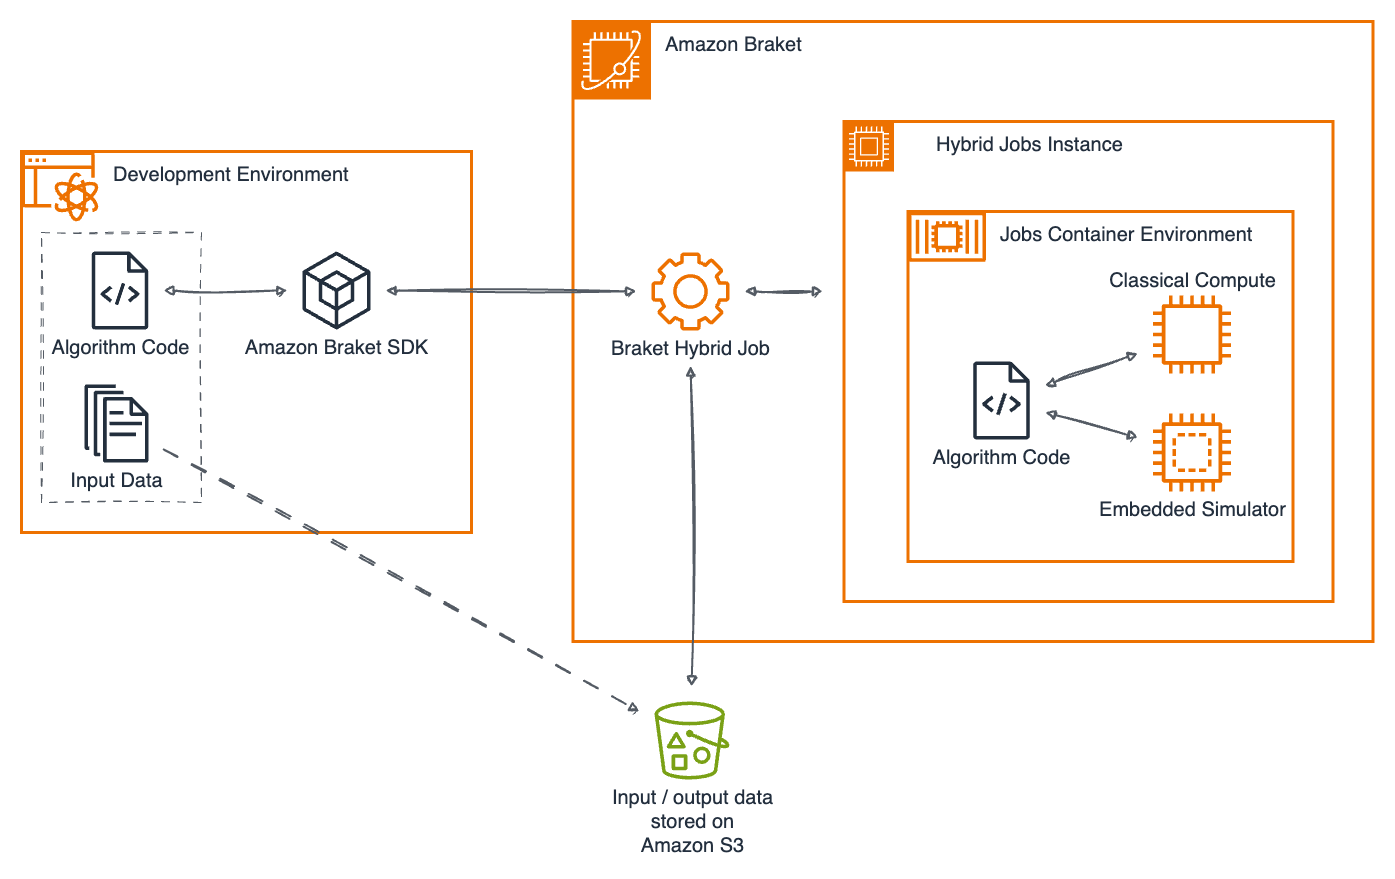 Amazon Braket
Hybrid Jobs Instance
Development Environment
Jobs Container Environment
Classical Compute
Algorithm Code
Amazon Braket SDK
Braket Hybrid Job
Algorithm Code
Input Data
Embedded Simulator
Input / output data
stored on
Amazon S3